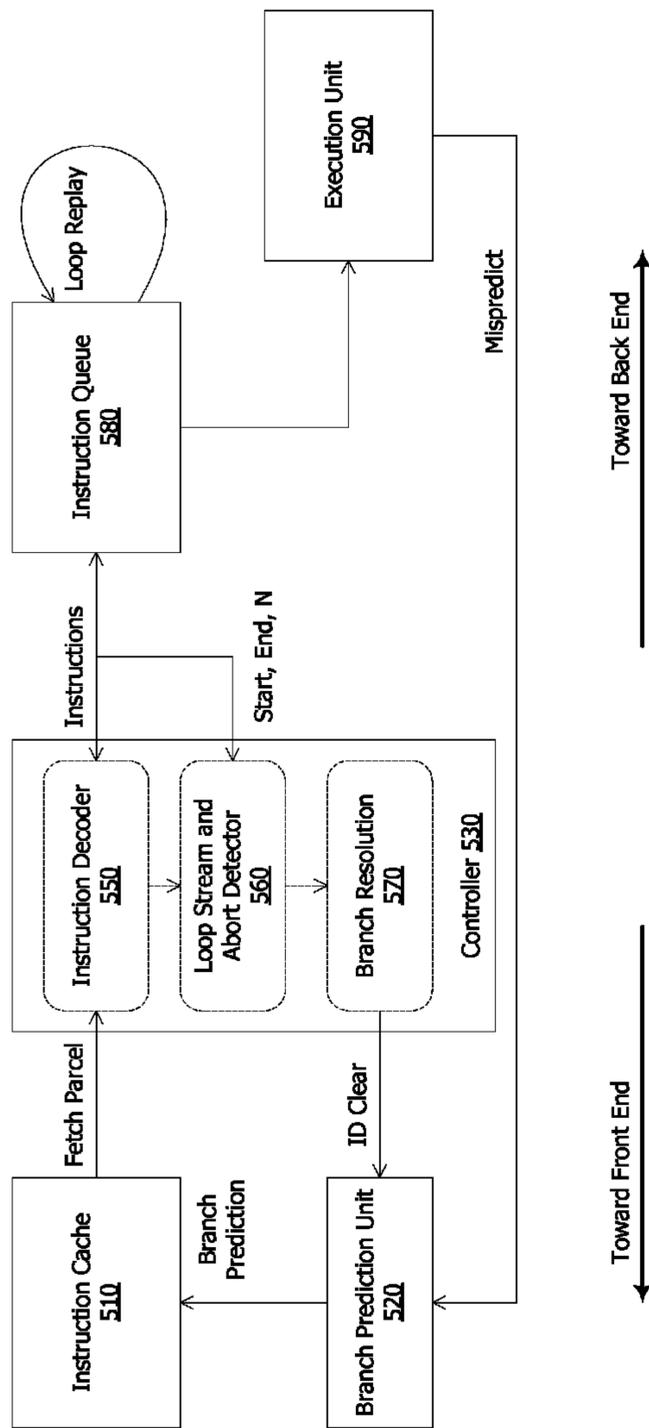 Instruction Cache
510
Fetch Parcel
Branch
Prediction
Branch Prediction Unit
520
ID Clear
Instruction Decoder
550
Loop Stream and
Abort Detector
560
Branch Resolution
570
Controller 530
Instructions
Start, End, N
Instruction Queue
580
Loop Replay
Execution Unit
590
Mispredict
Toward Front End
Toward Back End